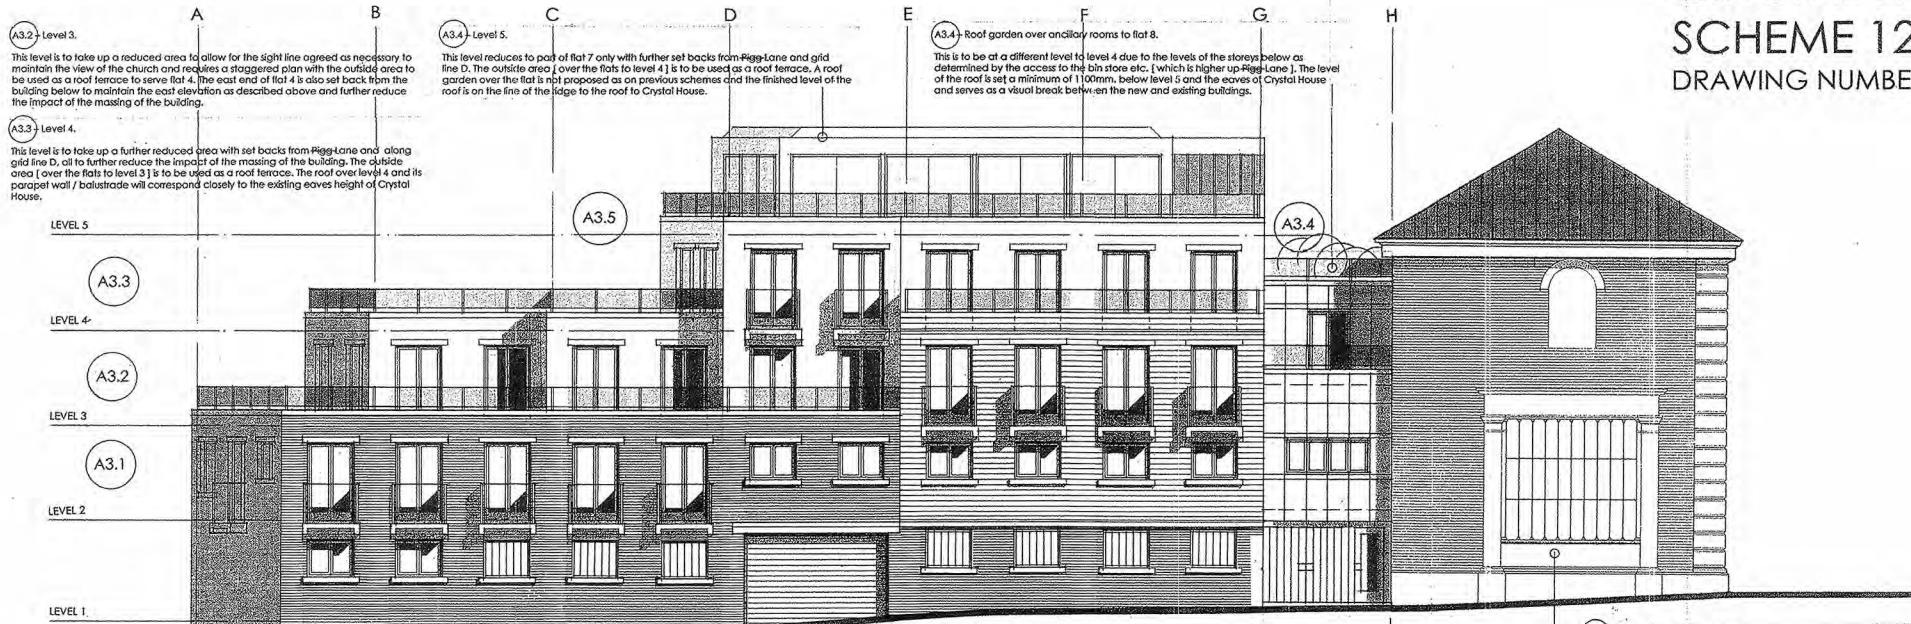 A B C D E F G H
SCHEME 12
DRAWING NUMBE
A3.2 - Level 3.
This level is to take up a reduced area to allow for the sight line agreed as necessary to
maintain the view of the church and requires a staggered plan with the outside area to
be used as a roof terrace to serve flat 4. The east end of flat 4 is also set back from the
building below to maintain the east elevation as described above and further reduce
the impact of the massing of the building.
A3.3 - Level 4.
This level is to take up a further reduced area with set backs from Pigg Lane and along
grid line D, all to further reduce the impact of the massing of the building. The outside
area [ over the flats to level 3 ] is to be used as a roof terrace. The roof over level 4 and its
parapet wall / balustrade will correspond closely to the existing eaves height of Crystal
House.
A3.4 - Level 5.
This level reduces to part of flat 7 only with further set backs from Pigg Lane and grid
line D. The outside area [ over the flats to level 4 ] is to be used as a roof terrace. A roof
garden over the flat is not proposed as on previous schemes and the finished level of the
roof is on the line of the ridge to the roof to Crystal House.
A3.4 - Roof garden over ancillary rooms to flat 8.
This is to be at a different level to level 4 due to the levels of the storeys below as
determined by the access to the bin store etc. [ which is higher up Pigg Lane ]. The level
of the roof is set a minimum of 1100mm. below level 5 and the eaves of Crystal House
and serves as a visual break between the new and existing buildings.
A3.5
A3.4
LEVEL 5
A3.3
LEVEL 4
A3.2
LEVEL 3
A3.1
LEVEL 2
LEVEL 1